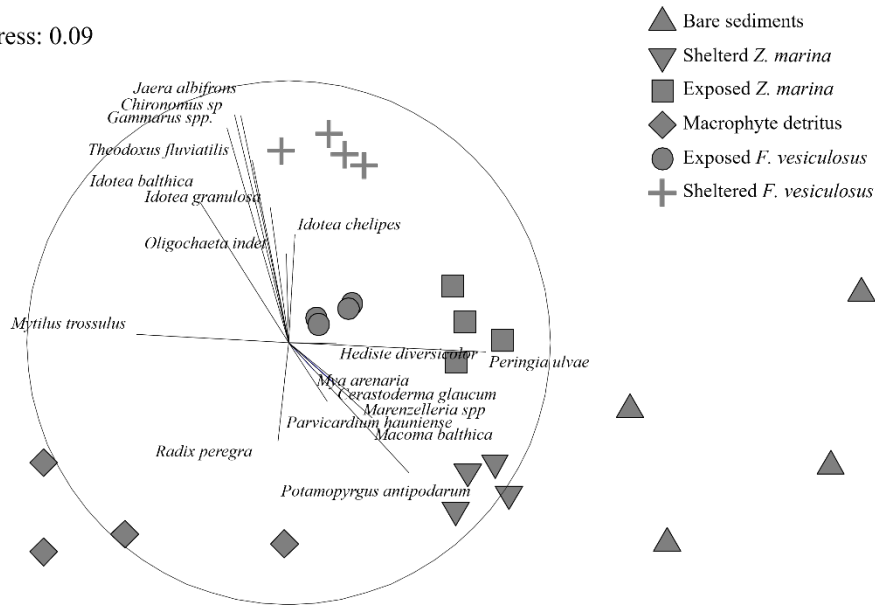 ress: 0.09
Bare sediments
Shelterd Z. marina
Exposed Z. marina
Macrophyte detritus
Exposed F. vesiculosus
Sheltered F. vesiculosus
Jaera albifrons
Chironomus sp
Gammarus spp.
Theodoxus fluviatilis
Idotea balthica
Idotea granulosa
Idotea chelipes
Oligochaeta indet
Mytilus trossulus
Hediste diversicolor
Peringia ulvae
Mya arenaria
Cerastoderma glaucum
Marenzelleria spp
Parvicardium hauniense
Macoma balthica
Radix peregra
Potamopyrgus antipodarum